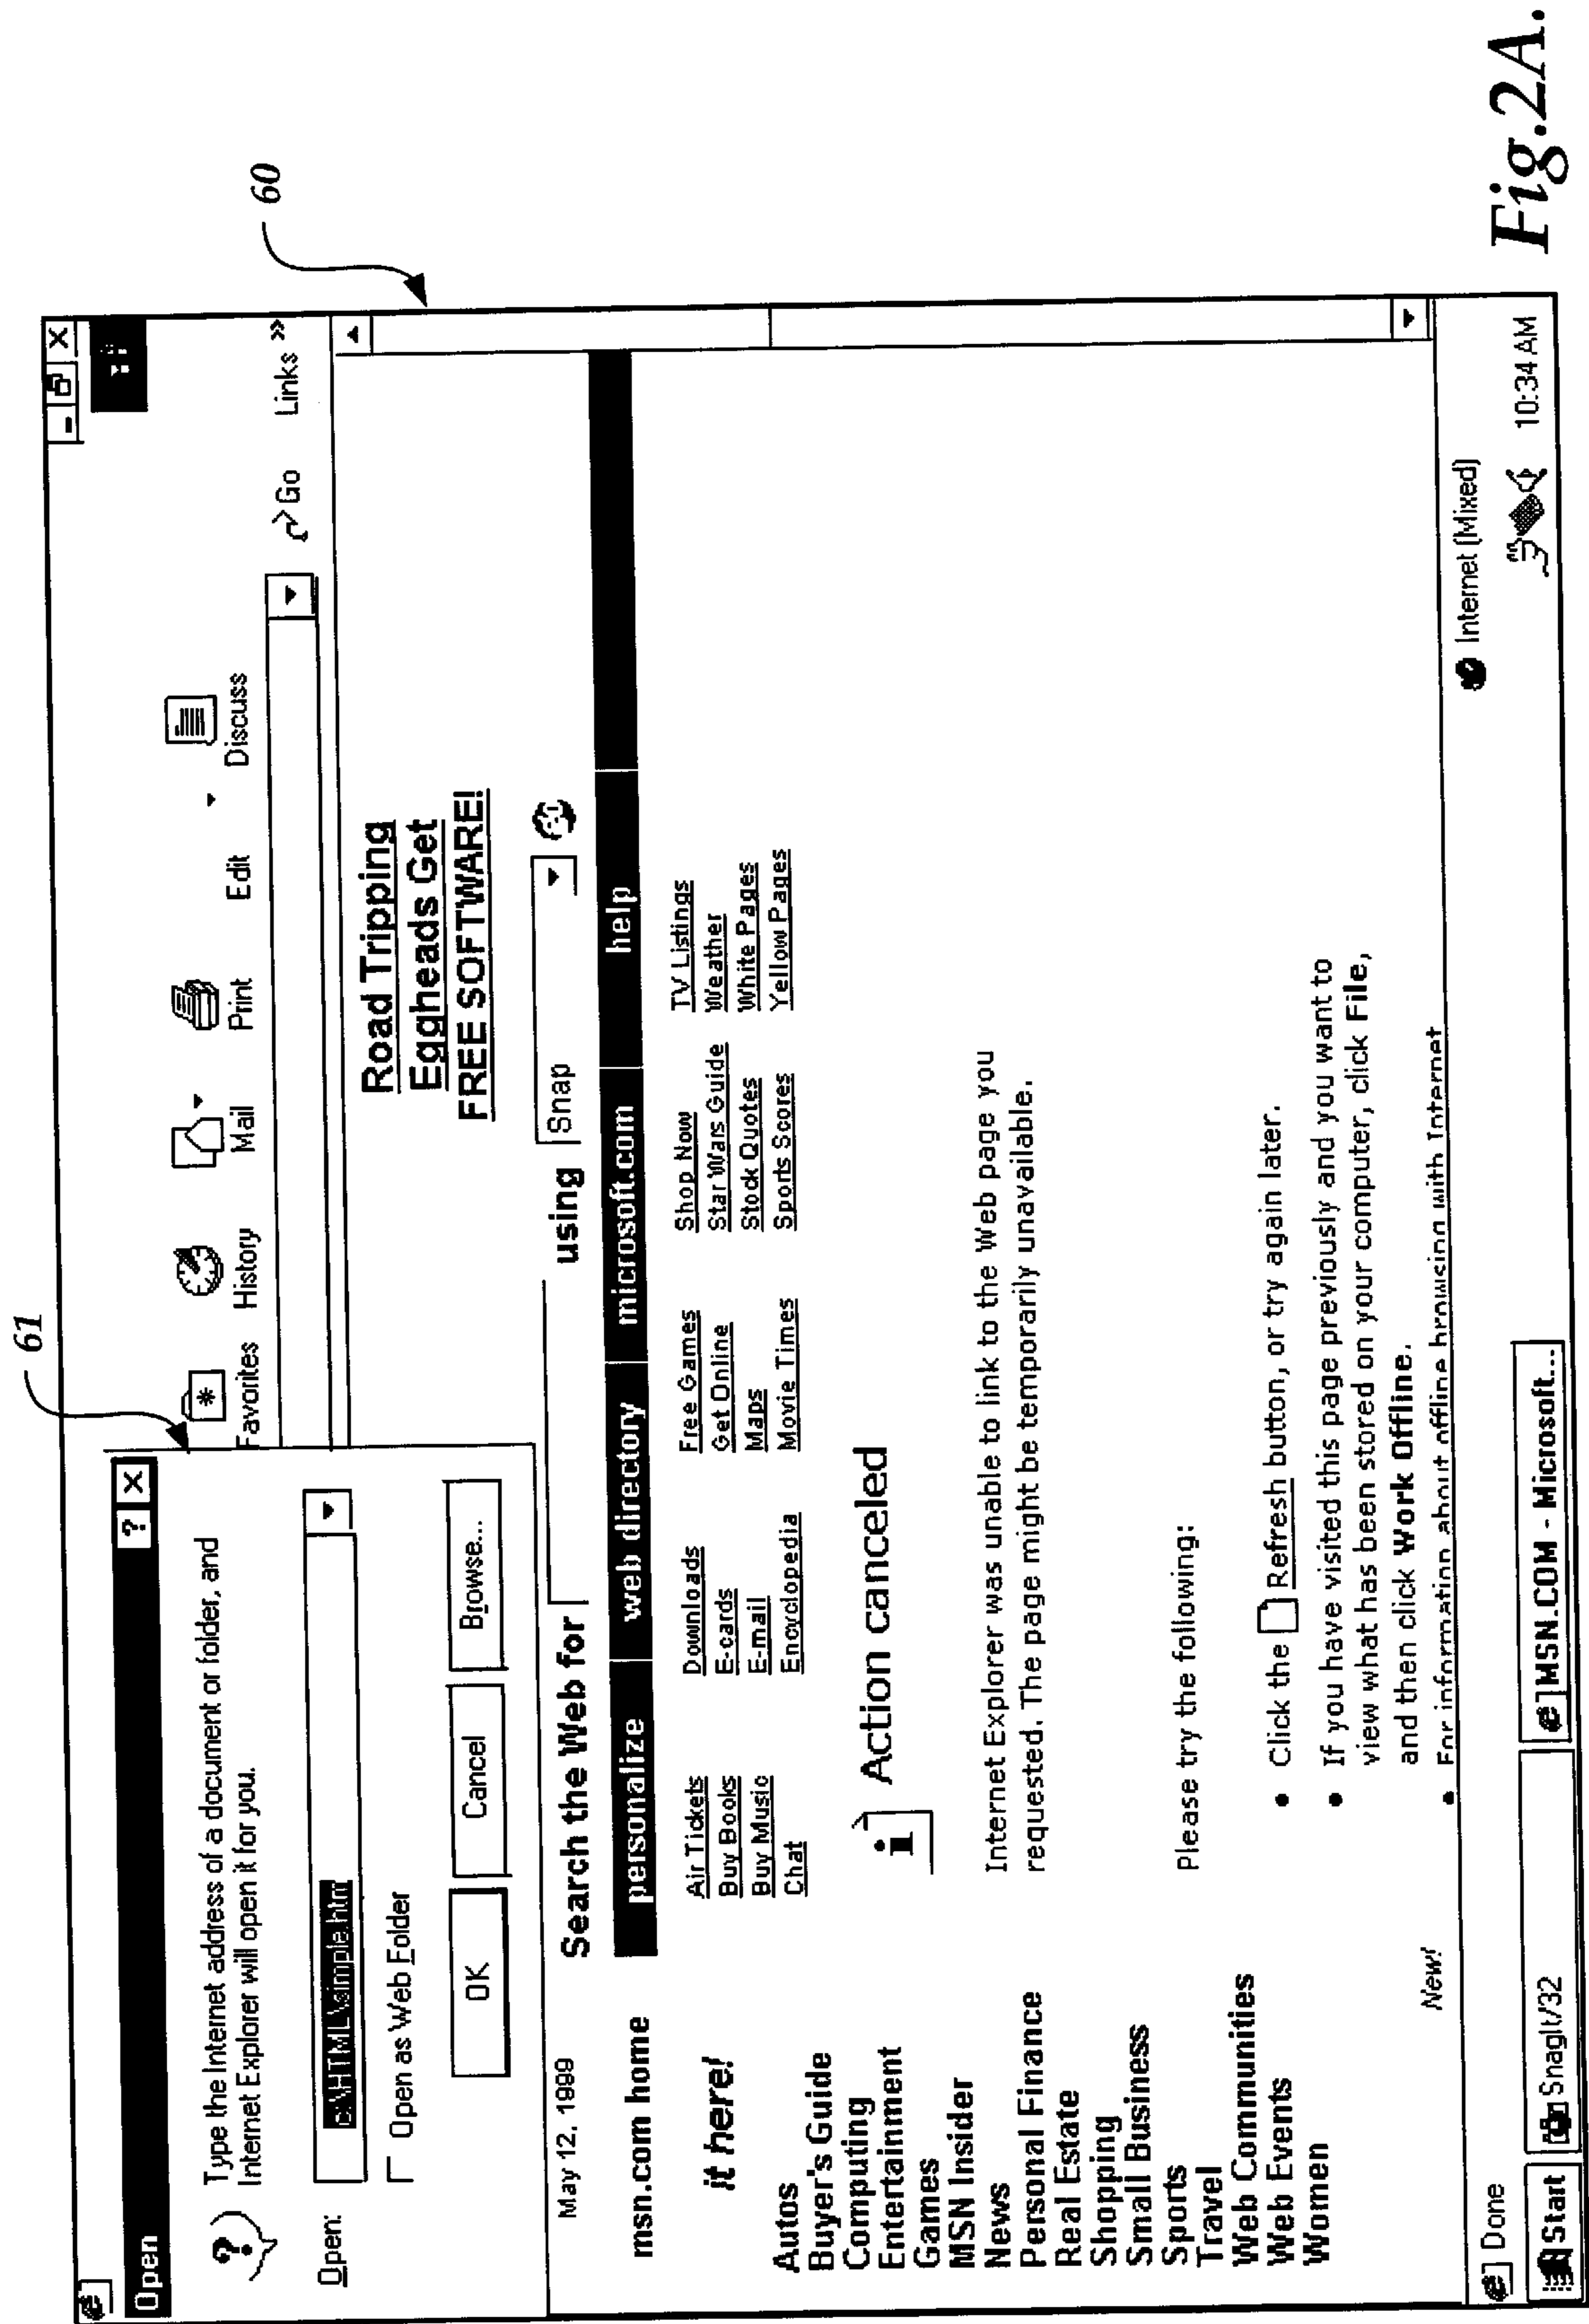 Open
? X
Type the Internet address of a document or folder, and
Internet Explorer will open it for you.
Open:
Open as Web Folder
OK Cancel Browse...
61
60
Favorites History Mail Print Edit Discuss
Go Links »
Road Tripping
Eggheads Get
FREE SOFTWARE!
May 12, 1999
Search the Web for using Snap
msn.com home
personalize web directory microsoft.com help
it here!
Air Tickets Downloads Free Games Shop Now TV Listings
Buy Books E-cards Get Online Star Wars Guide Weather
Buy Music E-mail Maps Stock Quotes White Pages
Chat Encyclopedia Movie Times Sports Scores Yellow Pages
Autos
Buyer's Guide
Computing
Entertainment
Games
MSN Insider
News
Personal Finance
Real Estate
Shopping
Small Business
Sports
Travel
Web Communities
Web Events
Women
New!
i Action canceled
Internet Explorer was unable to link to the Web page you
requested. The page might be temporarily unavailable.
Please try the following:
• Click the Refresh button, or try again later.
• If you have visited this page previously and you want to
view what has been stored on your computer, click File,
and then click Work Offline.
• For information about offline browsing with Internet
Done Internet (Mixed)
Start SnagIt/32 MSN.COM - Microsoft... 10:34 AM
Fig.2A.